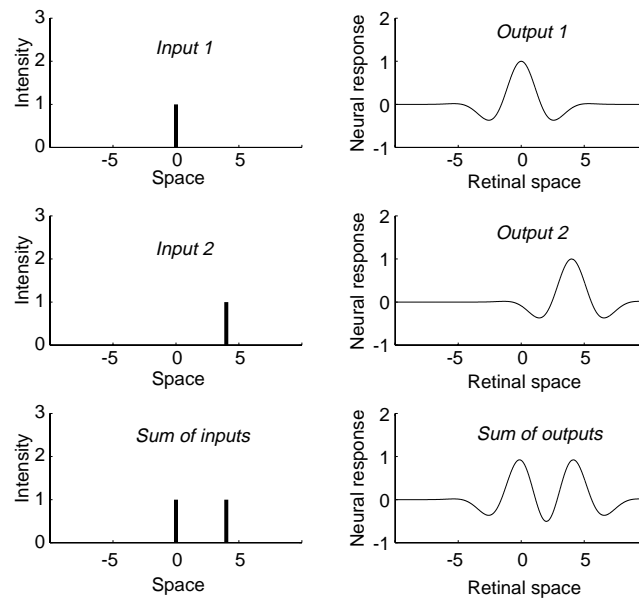 Input 1
Intensity
3
2
1
0
-5 0 5
Space
Output 1
Neural response
2
1
0
-1
-5 0 5
Retinal space
Input 2
Intensity
3
2
1
0
-5 0 5
Space
Output 2
Neural response
2
1
0
-1
-5 0 5
Retinal space
Sum of inputs
Intensity
3
2
1
0
-5 0 5
Space
Sum of outputs
Neural response
2
1
0
-1
-5 0 5
Retinal space